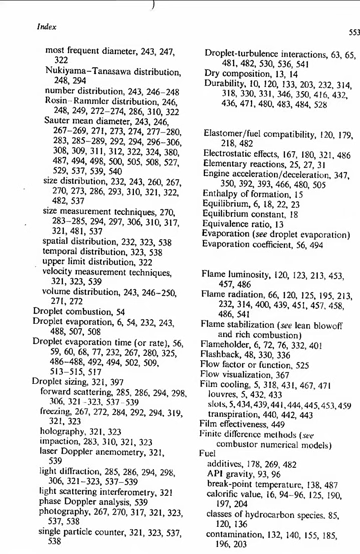 Index
553
most frequent diameter, 243, 247,
322
Nukiyama–Tanasawa distribution,
248, 294
number distribution, 243, 246–248
Rosin–Rammler distribution, 246,
248, 249, 272–274, 286, 310, 322
Sauter mean diameter, 243, 246,
267–269, 271, 273, 274, 277–280,
283, 285–289, 292, 294, 296–306,
308, 309, 311, 312, 322, 324, 380,
487, 494, 498, 500, 505, 508, 527,
529, 537, 539, 540
size distribution, 232, 243, 260, 267,
270, 273, 286, 293, 310, 321, 322,
482, 537
size measurement techniques, 270,
283–285, 294, 297, 306, 310, 317,
321, 481, 537
spatial distribution, 232, 323, 538
temporal distribution, 323, 538
upper limit distribution, 322
velocity measurement techniques,
321, 323, 539
volume distribution, 243, 246–250,
271, 272
Droplet combustion, 54
Droplet evaporation, 6, 54, 232, 243,
488, 507, 508
Droplet evaporation time (or rate), 56,
59, 60, 68, 77, 232, 267, 280, 325,
486–488, 492, 494, 502, 509,
513–515, 517
Droplet sizing, 321, 397
forward scattering, 285, 286, 294, 298,
306, 321–323, 537–539
freezing, 267, 272, 284, 292, 294, 319,
321, 323
holography, 321, 323
impaction, 283, 310, 321, 323
laser Doppler anemometry, 321,
539
light diffraction, 285, 286, 294, 298,
306, 321–323, 537–539
light scattering interferometry, 321
phase Doppler analysis, 539
photography, 267, 270, 317, 321, 323,
537, 538
single particle counter, 321, 323, 537,
538
Droplet-turbulence interactions, 63, 65,
481, 482, 530, 536, 541
Dry composition, 13, 14
Durability, 10, 120, 133, 203, 232, 314,
318, 330, 331, 346, 350, 416, 432,
436, 471, 480, 483, 484, 528
Elastomer/fuel compatibility, 120, 179,
218, 482
Electrostatic effects, 167, 180, 321, 486
Elementary reactions, 25, 27, 31
Engine acceleration/deceleration, 347,
350, 392, 393, 466, 480, 505
Enthalpy of formation, 15
Equilibrium, 6, 18, 22, 23
Equilibrium constant, 18
Equivalence ratio, 13
Evaporation (see droplet evaporation)
Evaporation coefficient, 56, 494
Flame luminosity, 120, 123, 213, 453,
457, 486
Flame radiation, 66, 120, 125, 195, 213,
232, 314, 400, 439, 451, 457, 458,
486, 541
Flame stabilization (see lean blowoff
and rich combustion)
Flameholder, 6, 72, 76, 332, 401
Flashback, 48, 330, 336
Flow factor or function, 525
Flow visualization, 367
Film cooling, 5, 318, 431, 467, 471
louvres, 5, 432, 433
slots, 5, 434, 439, 441, 444, 445, 453, 459
transpiration, 440, 442, 443
Film effectiveness, 449
Finite difference methods (see
combustor numerical models)
Fuel
additives, 178, 269, 482
API gravity, 93, 96
break-point temperature, 138, 487
calorific value, 16, 94–96, 125, 190,
197, 204
classes of hydrocarbon species, 85,
120, 136
contamination, 132, 140, 155, 185,
196, 203